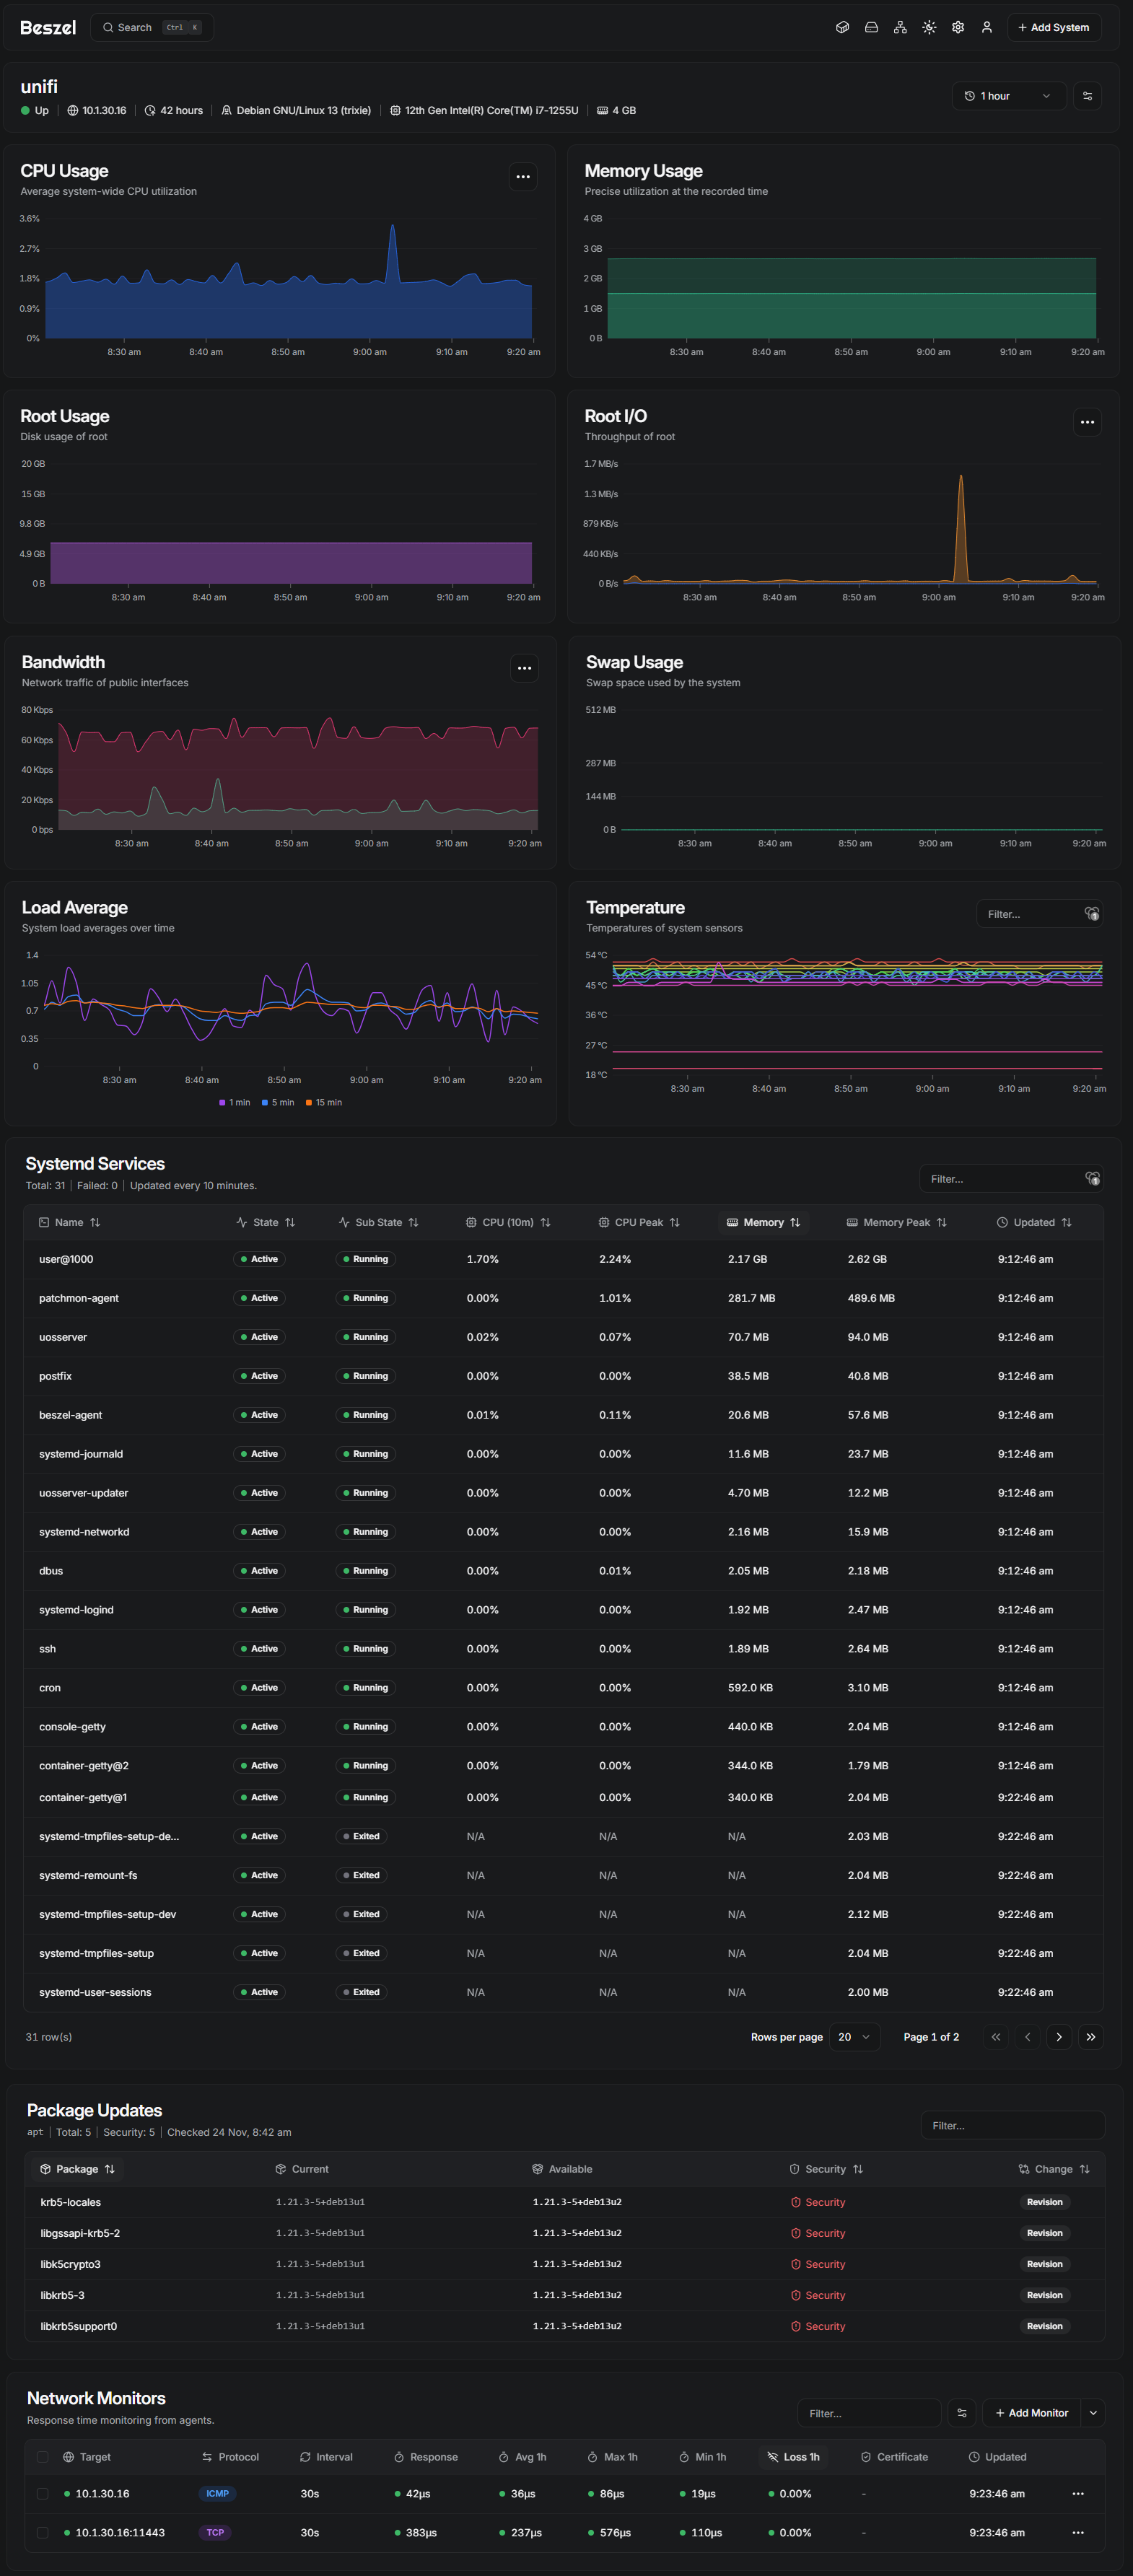 Beszel Search Ctrl K + Add System
unifi
Up 10.1.30.16 42 hours Debian GNU/Linux 13 (trixie) 12th Gen Intel(R) Core(TM) i7-1255U 4 GB
1 hour
CPU Usage
Average system-wide CPU utilization
3.6%
2.7%
1.8%
0.9%
0%
8:30 am 8:40 am 8:50 am 9:00 am 9:10 am 9:20 am
Memory Usage
Precise utilization at the recorded time
4 GB
3 GB
2 GB
1 GB
0 B
8:30 am 8:40 am 8:50 am 9:00 am 9:10 am 9:20 am
Root Usage
Disk usage of root
20 GB
15 GB
9.8 GB
4.9 GB
0 B
8:30 am 8:40 am 8:50 am 9:00 am 9:10 am 9:20 am
Root I/O
Throughput of root
1.7 MB/s
1.3 MB/s
879 KB/s
440 KB/s
0 B/s
8:30 am 8:40 am 8:50 am 9:00 am 9:10 am 9:20 am
Bandwidth
Network traffic of public interfaces
80 Kbps
60 Kbps
40 Kbps
20 Kbps
0 bps
8:30 am 8:40 am 8:50 am 9:00 am 9:10 am 9:20 am
Swap Usage
Swap space used by the system
512 MB
287 MB
144 MB
0 B
8:30 am 8:40 am 8:50 am 9:00 am 9:10 am 9:20 am
Load Average
System load averages over time
1.4
1.05
0.7
0.35
0
8:30 am 8:40 am 8:50 am 9:00 am 9:10 am 9:20 am
1 min 5 min 15 min
Temperature
Temperatures of system sensors
Filter... 1
54 °C
45 °C
36 °C
27 °C
18 °C
8:30 am 8:40 am 8:50 am 9:00 am 9:10 am 9:20 am
Systemd Services
Total: 31 Failed: 0 Updated every 10 minutes.
Filter... 1
Name State Sub State CPU (10m) CPU Peak Memory Memory Peak Updated
user@1000 Active Running 1.70% 2.24% 2.17 GB 2.62 GB 9:12:46 am
patchmon-agent Active Running 0.00% 1.01% 281.7 MB 489.6 MB 9:12:46 am
uosserver Active Running 0.02% 0.07% 70.7 MB 94.0 MB 9:12:46 am
postfix Active Running 0.00% 0.00% 38.5 MB 40.8 MB 9:12:46 am
beszel-agent Active Running 0.01% 0.11% 20.6 MB 57.6 MB 9:12:46 am
systemd-journald Active Running 0.00% 0.00% 11.6 MB 23.7 MB 9:12:46 am
uosserver-updater Active Running 0.00% 0.00% 4.70 MB 12.2 MB 9:12:46 am
systemd-networkd Active Running 0.00% 0.00% 2.16 MB 15.9 MB 9:12:46 am
dbus Active Running 0.00% 0.01% 2.05 MB 2.18 MB 9:12:46 am
systemd-logind Active Running 0.00% 0.00% 1.92 MB 2.47 MB 9:12:46 am
ssh Active Running 0.00% 0.00% 1.89 MB 2.64 MB 9:12:46 am
cron Active Running 0.00% 0.00% 592.0 KB 3.10 MB 9:12:46 am
console-getty Active Running 0.00% 0.00% 440.0 KB 2.04 MB 9:12:46 am
container-getty@2 Active Running 0.00% 0.00% 344.0 KB 1.79 MB 9:12:46 am
container-getty@1 Active Running 0.00% 0.00% 340.0 KB 2.04 MB 9:22:46 am
systemd-tmpfiles-setup-de... Active Exited N/A N/A N/A 2.03 MB 9:22:46 am
systemd-remount-fs Active Exited N/A N/A N/A 2.04 MB 9:22:46 am
systemd-tmpfiles-setup-dev Active Exited N/A N/A N/A 2.12 MB 9:22:46 am
systemd-tmpfiles-setup Active Exited N/A N/A N/A 2.04 MB 9:22:46 am
systemd-user-sessions Active Exited N/A N/A N/A 2.00 MB 9:22:46 am
31 row(s) Rows per page 20 Page 1 of 2
Package Updates
apt Total: 5 Security: 5 Checked 24 Nov, 8:42 am
Filter...
Package Current Available Security Change
krb5-locales 1.21.3-5+deb13u1 1.21.3-5+deb13u2 Security Revision
libgssapi-krb5-2 1.21.3-5+deb13u1 1.21.3-5+deb13u2 Security Revision
libk5crypto3 1.21.3-5+deb13u1 1.21.3-5+deb13u2 Security Revision
libkrb5-3 1.21.3-5+deb13u1 1.21.3-5+deb13u2 Security Revision
libkrb5support0 1.21.3-5+deb13u1 1.21.3-5+deb13u2 Security Revision
Network Monitors
Response time monitoring from agents.
Filter... + Add Monitor
Target Protocol Interval Response Avg 1h Max 1h Min 1h Loss 1h Certificate Updated
10.1.30.16 ICMP 30s 42μs 36μs 86μs 19μs 0.00% - 9:23:46 am
10.1.30.16:11443 TCP 30s 383μs 237μs 576μs 110μs 0.00% - 9:23:46 am